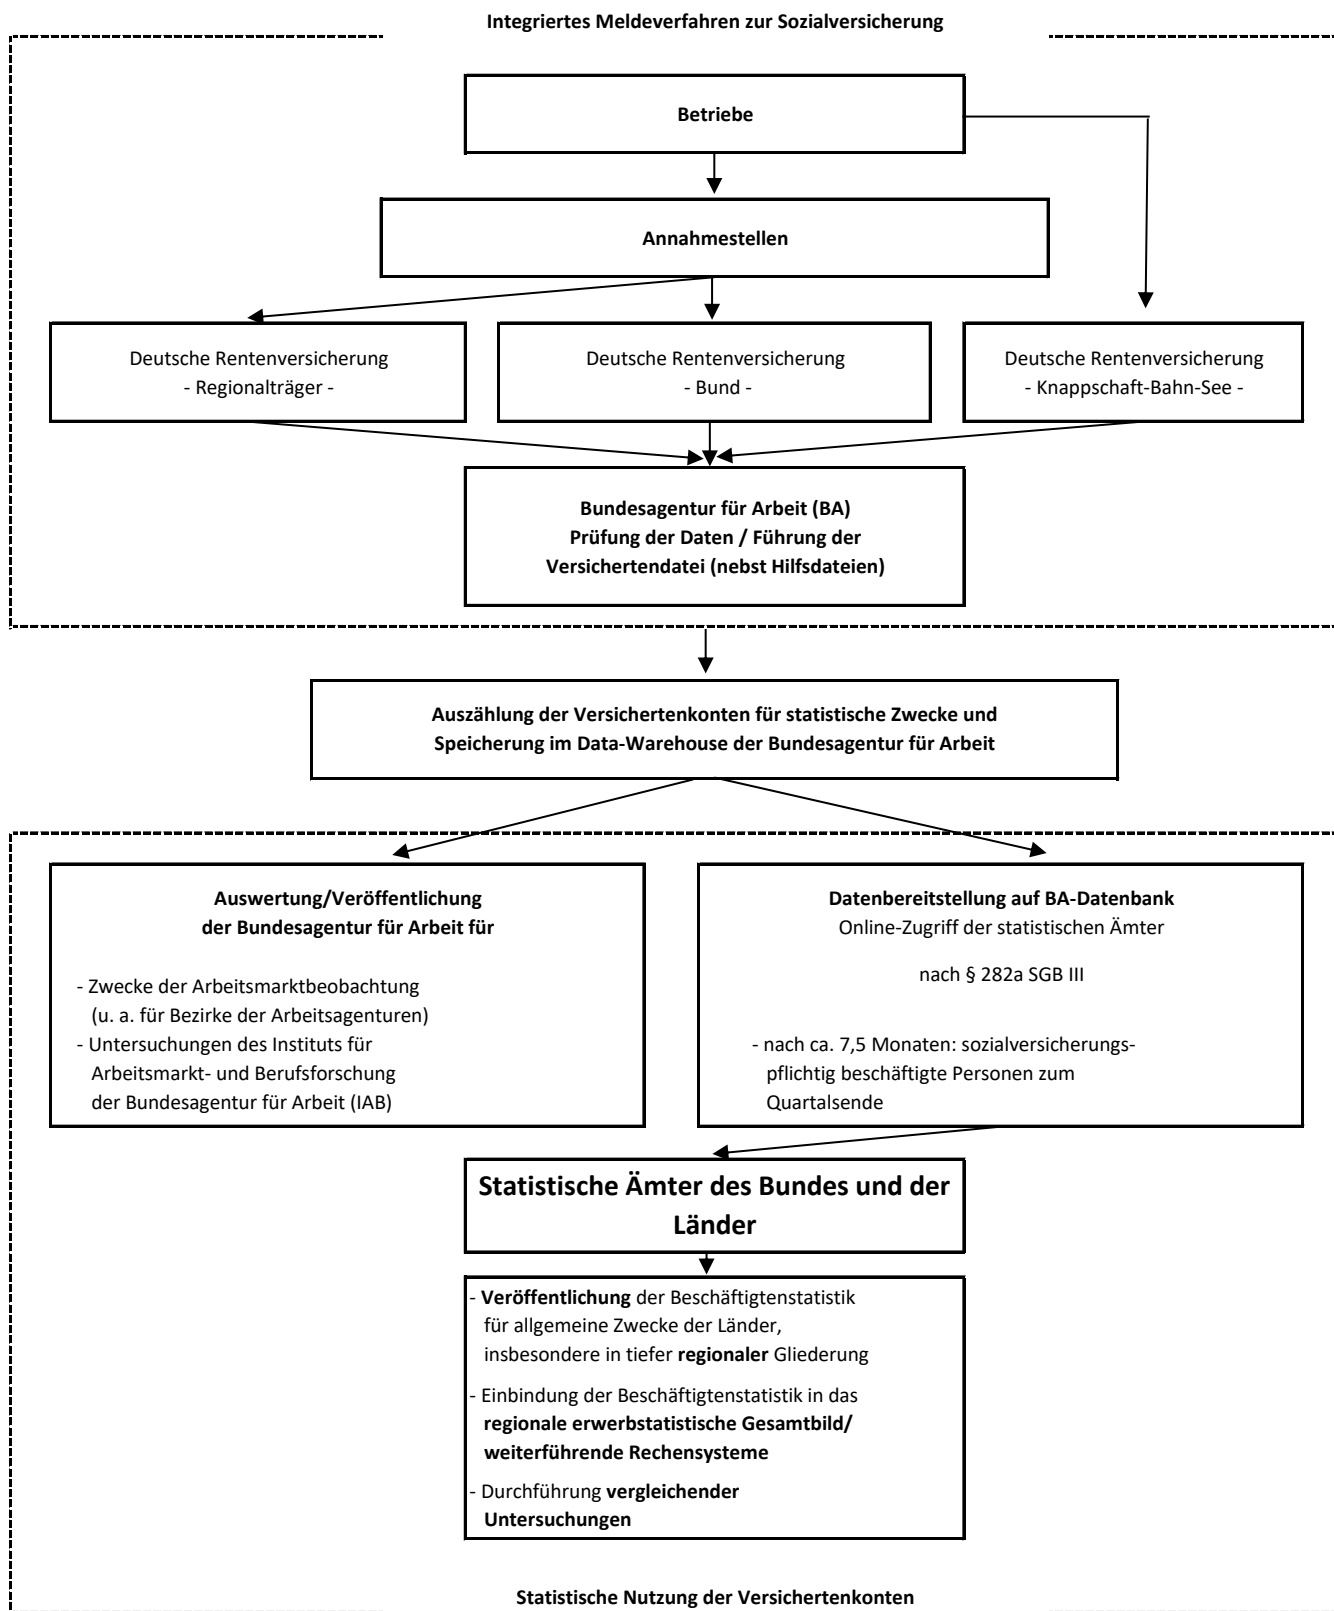 Integriertes Meldeverfahren zur Sozialversicherung
Betriebe
Annahmestellen
Deutsche Rentenversicherung
- Regionalträger -
Deutsche Rentenversicherung
- Bund -
Deutsche Rentenversicherung
- Knappschaft-Bahn-See -
Bundesagentur für Arbeit (BA)
Prüfung der Daten / Führung der
Versichertendatei (nebst Hilfsdateien)
Auszählung der Versichertenkonten für statistische Zwecke und
Speicherung im Data-Warehouse der Bundesagentur für Arbeit
Auswertung/Veröffentlichung
der Bundesagentur für Arbeit für
- Zwecke der Arbeitsmarktbeobachtung
(u. a. für Bezirke der Arbeitsagenturen)
- Untersuchungen des Instituts für
Arbeitsmarkt- und Berufsforschung
der Bundesagentur für Arbeit (IAB)
Datenbereitstellung auf BA-Datenbank
Online-Zugriff der statistischen Ämter
nach § 282a SGB III
- nach ca. 7,5 Monaten: sozialversicherungs-
pflichtig beschäftigte Personen zum
Quartalsende
Statistische Ämter des Bundes und der
Länder
- Veröffentlichung der Beschäftigtenstatistik
für allgemeine Zwecke der Länder,
insbesondere in tiefer regionaler Gliederung
- Einbindung der Beschäftigtenstatistik in das
regionale erwerbstatistische Gesamtbild/
weiterführende Rechensysteme
- Durchführung vergleichender
Untersuchungen
Statistische Nutzung der Versichertenkonten